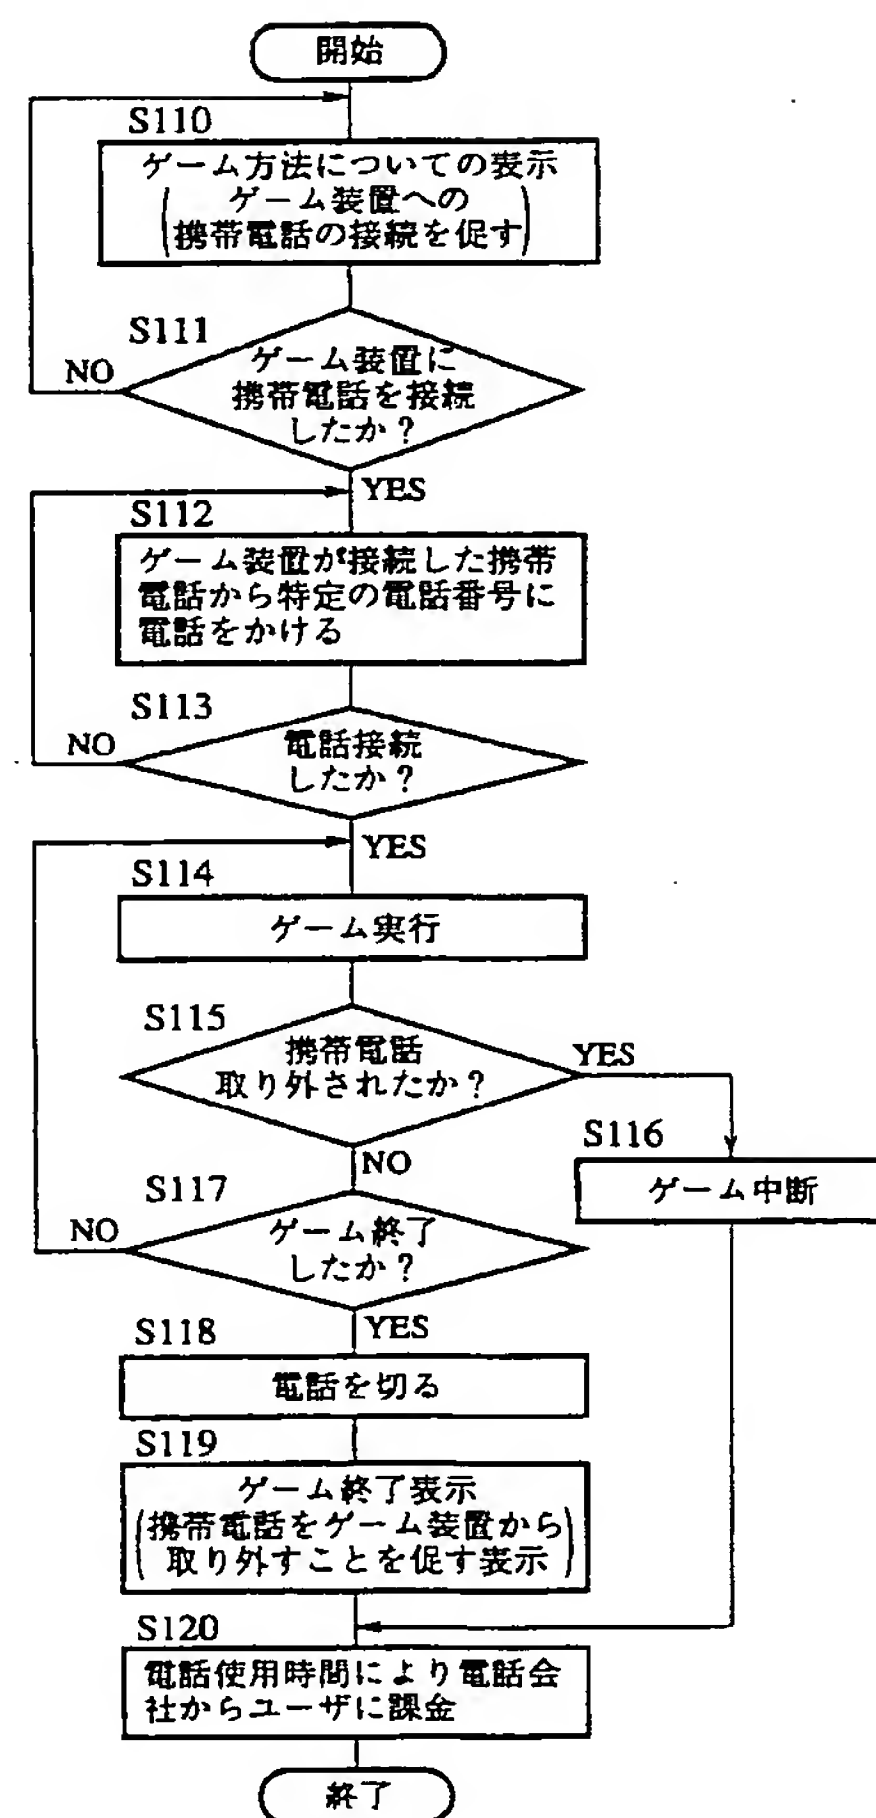 開始
S110
ゲーム方法についての表示
(ゲーム装置への
携帯電話の接続を促す)
S111
ゲーム装置に
携帯電話を接続
したか?
NO
YES
S112
ゲーム装置が接続した携帯
電話から特定の電話番号に
電話をかける
S113
電話接続
したか?
NO
YES
S114
ゲーム実行
S115
携帯電話
取り外されたか?
YES
S116
ゲーム中断
NO
S117
ゲーム終了
したか?
NO
YES
S118
電話を切る
S119
ゲーム終了表示
(携帯電話をゲーム装置から
取り外すことを促す表示)
S120
電話使用時間により電話会
社からユーザに課金
終了